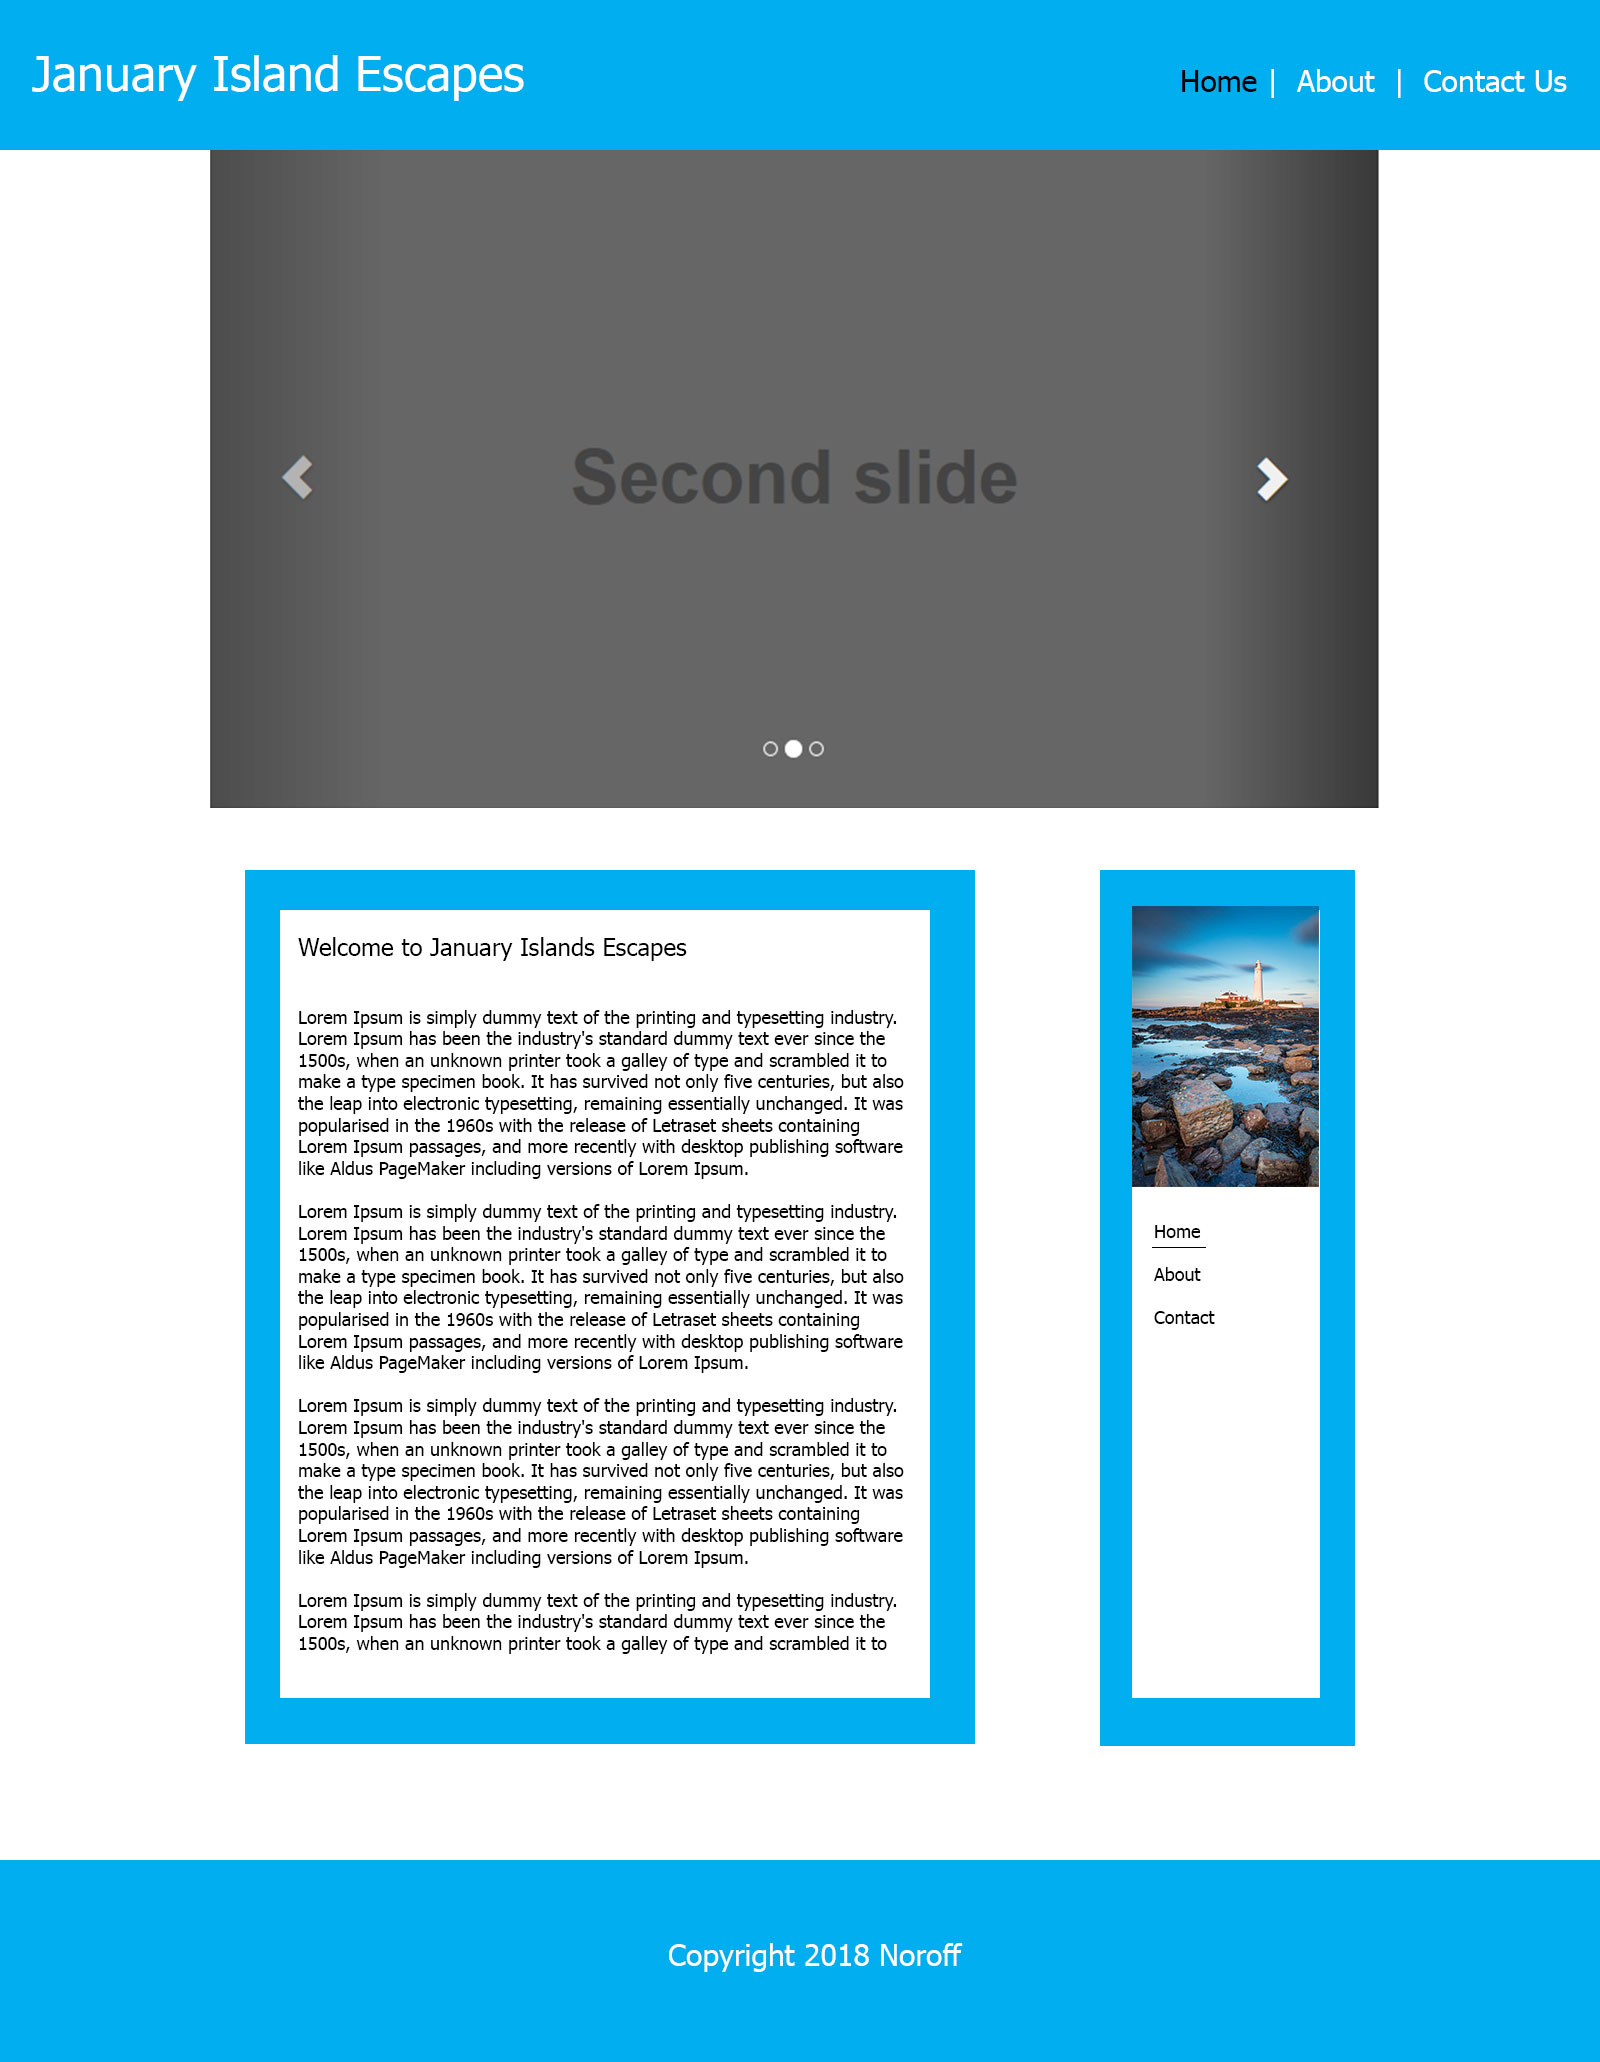 January Island Escapes
Home | About | Contact Us
Second slide
Welcome to January Islands Escapes
Lorem Ipsum is simply dummy text of the printing and typesetting industry.
Lorem Ipsum has been the industry's standard dummy text ever since the
1500s, when an unknown printer took a galley of type and scrambled it to
make a type specimen book. It has survived not only five centuries, but also
the leap into electronic typesetting, remaining essentially unchanged. It was
popularised in the 1960s with the release of Letraset sheets containing
Lorem Ipsum passages, and more recently with desktop publishing software
like Aldus PageMaker including versions of Lorem Ipsum.
Lorem Ipsum is simply dummy text of the printing and typesetting industry.
Lorem Ipsum has been the industry's standard dummy text ever since the
1500s, when an unknown printer took a galley of type and scrambled it to
make a type specimen book. It has survived not only five centuries, but also
the leap into electronic typesetting, remaining essentially unchanged. It was
popularised in the 1960s with the release of Letraset sheets containing
Lorem Ipsum passages, and more recently with desktop publishing software
like Aldus PageMaker including versions of Lorem Ipsum.
Lorem Ipsum is simply dummy text of the printing and typesetting industry.
Lorem Ipsum has been the industry's standard dummy text ever since the
1500s, when an unknown printer took a galley of type and scrambled it to
make a type specimen book. It has survived not only five centuries, but also
the leap into electronic typesetting, remaining essentially unchanged. It was
popularised in the 1960s with the release of Letraset sheets containing
Lorem Ipsum passages, and more recently with desktop publishing software
like Aldus PageMaker including versions of Lorem Ipsum.
Lorem Ipsum is simply dummy text of the printing and typesetting industry.
Lorem Ipsum has been the industry's standard dummy text ever since the
1500s, when an unknown printer took a galley of type and scrambled it to
Home
About
Contact
Copyright 2018 Noroff